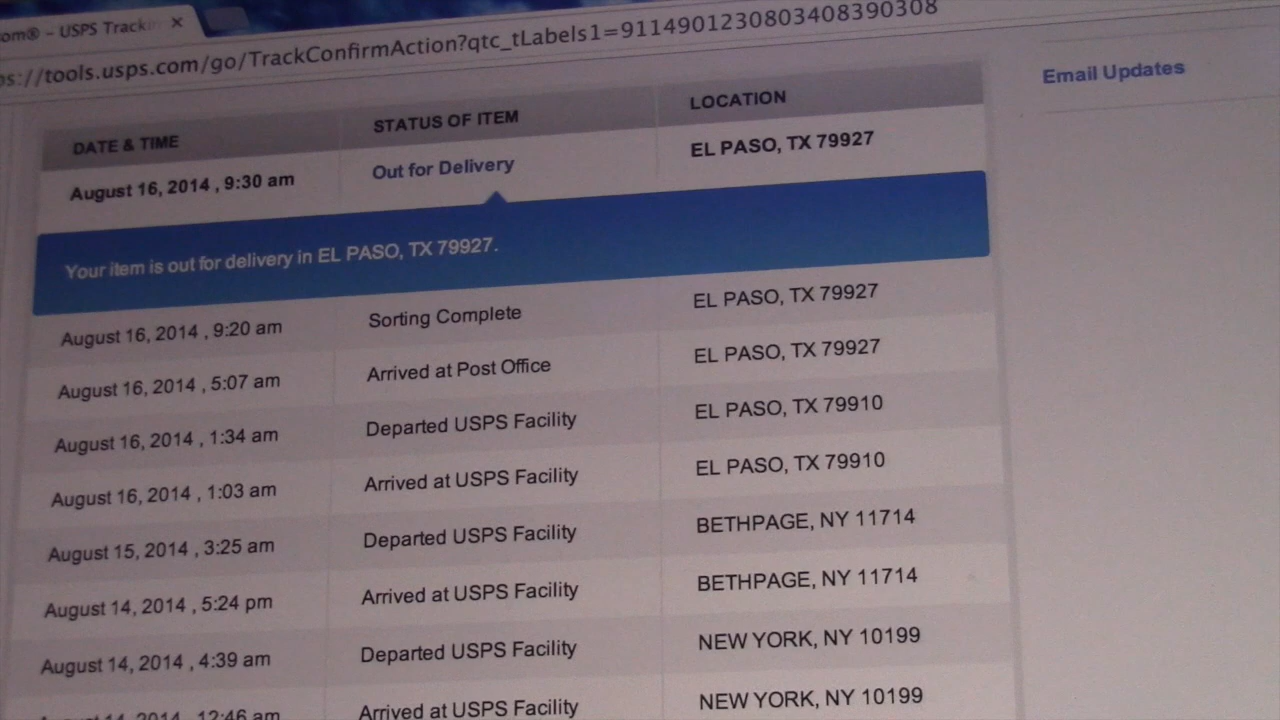 om® – USPS Tracki ×
ps://tools.usps.com/go/TrackConfirmAction?qtc_tLabels1=9114901230803408390308
Email Updates
DATE & TIME STATUS OF ITEM LOCATION
August 16, 2014 , 9:30 am Out for Delivery EL PASO, TX 79927
Your item is out for delivery in EL PASO, TX 79927.
August 16, 2014 , 9:20 am Sorting Complete EL PASO, TX 79927
August 16, 2014 , 5:07 am Arrived at Post Office EL PASO, TX 79927
August 16, 2014 , 1:34 am Departed USPS Facility EL PASO, TX 79910
August 16, 2014 , 1:03 am Arrived at USPS Facility EL PASO, TX 79910
August 15, 2014 , 3:25 am Departed USPS Facility BETHPAGE, NY 11714
August 14, 2014 , 5:24 pm Arrived at USPS Facility BETHPAGE, NY 11714
August 14, 2014 , 4:39 am Departed USPS Facility NEW YORK, NY 10199
14, 2014 , 12:46 am Arrived at USPS Facility NEW YORK, NY 10199